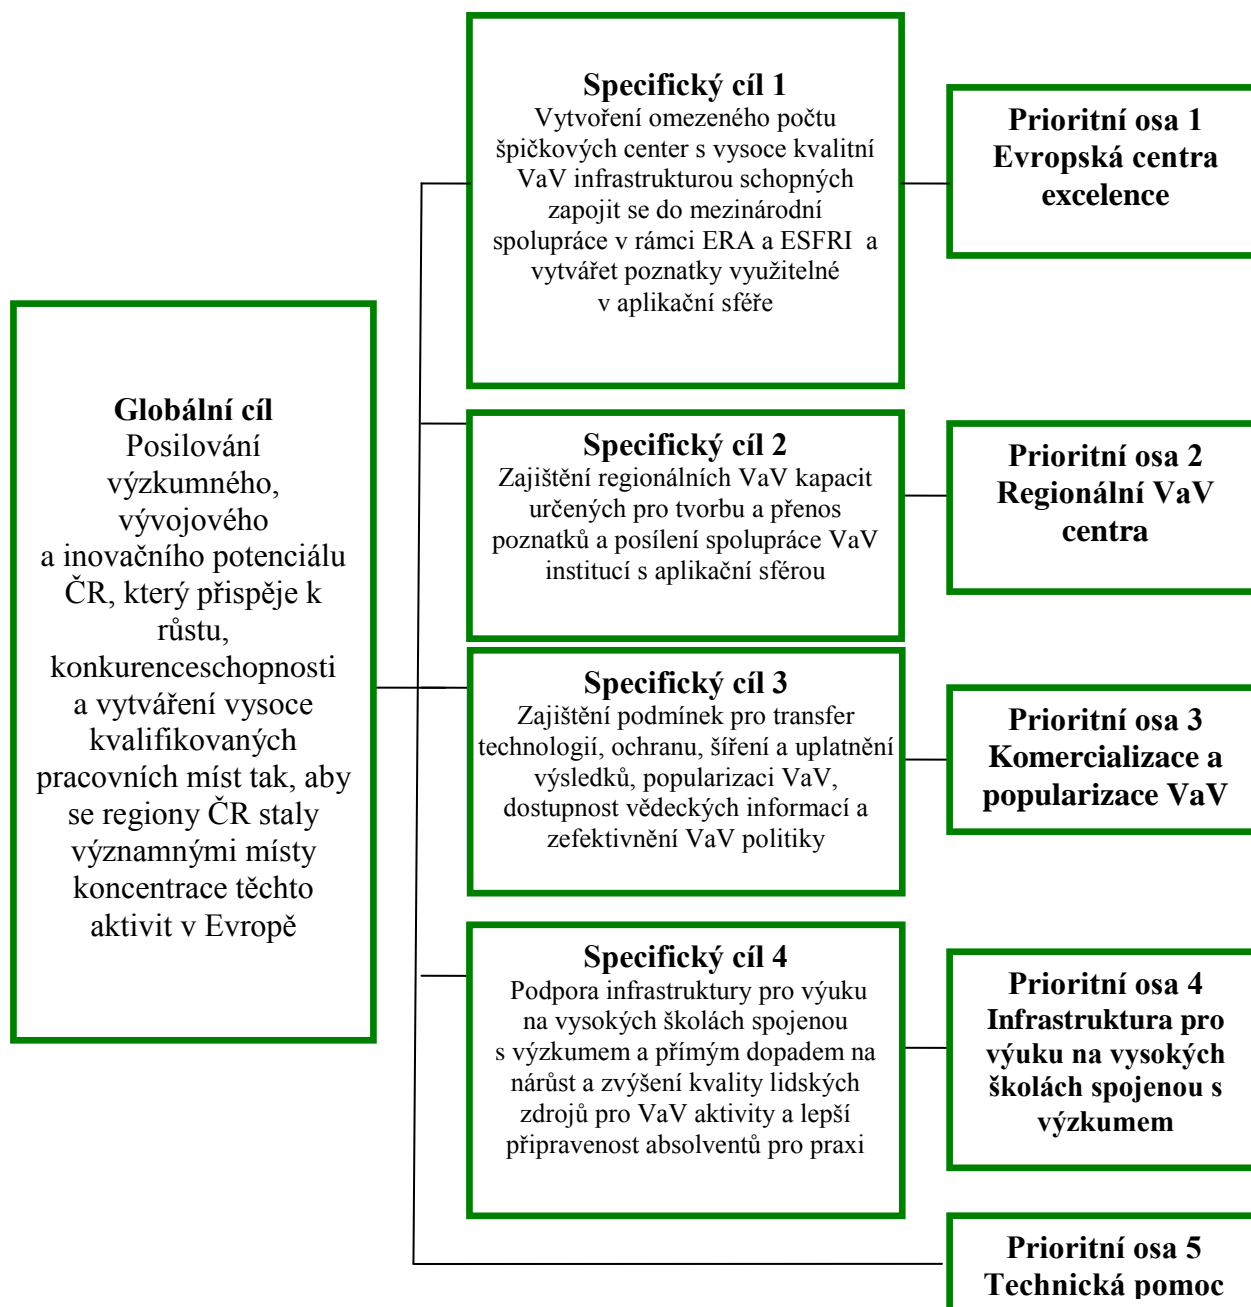 Globální cíl
Posilování
výzkumného,
vývojového
a inovačního potenciálu
ČR, který přispěje k
růstu,
konkurenceschopnosti
a vytváření vysoce
kvalifikovaných
pracovních míst tak, aby
se regiony ČR staly
významnými místy
koncentrace těchto
aktivit v Evropě
Specifický cíl 1
Vytvoření omezeného počtu
špičkových center s vysoce kvalitní
VaV infrastrukturou schopných
zapojit se do mezinárodní
spolupráce v rámci ERA a ESFRI a
vytvářet poznatky využitelné
v aplikační sféře
Prioritní osa 1
Evropská centra
excelence
Specifický cíl 2
Zajištění regionálních VaV kapacit
určených pro tvorbu a přenos
poznatků a posílení spolupráce VaV
institucí s aplikační sférou
Prioritní osa 2
Regionální VaV
centra
Specifický cíl 3
Zajištění podmínek pro transfer
technologií, ochranu, šíření a uplatnění
výsledků, popularizaci VaV,
dostupnost vědeckých informací a
zefektivnění VaV politiky
Prioritní osa 3
Komercializace a
popularizace VaV
Specifický cíl 4
Podpora infrastruktury pro výuku
na vysokých školách spojenou
s výzkumem a přímým dopadem na
nárůst a zvýšení kvality lidských
zdrojů pro VaV aktivity a lepší
připravenost absolventů pro praxi
Prioritní osa 4
Infrastruktura pro
výuku na vysokých
školách spojenou s
výzkumem
Prioritní osa 5
Technická pomoc